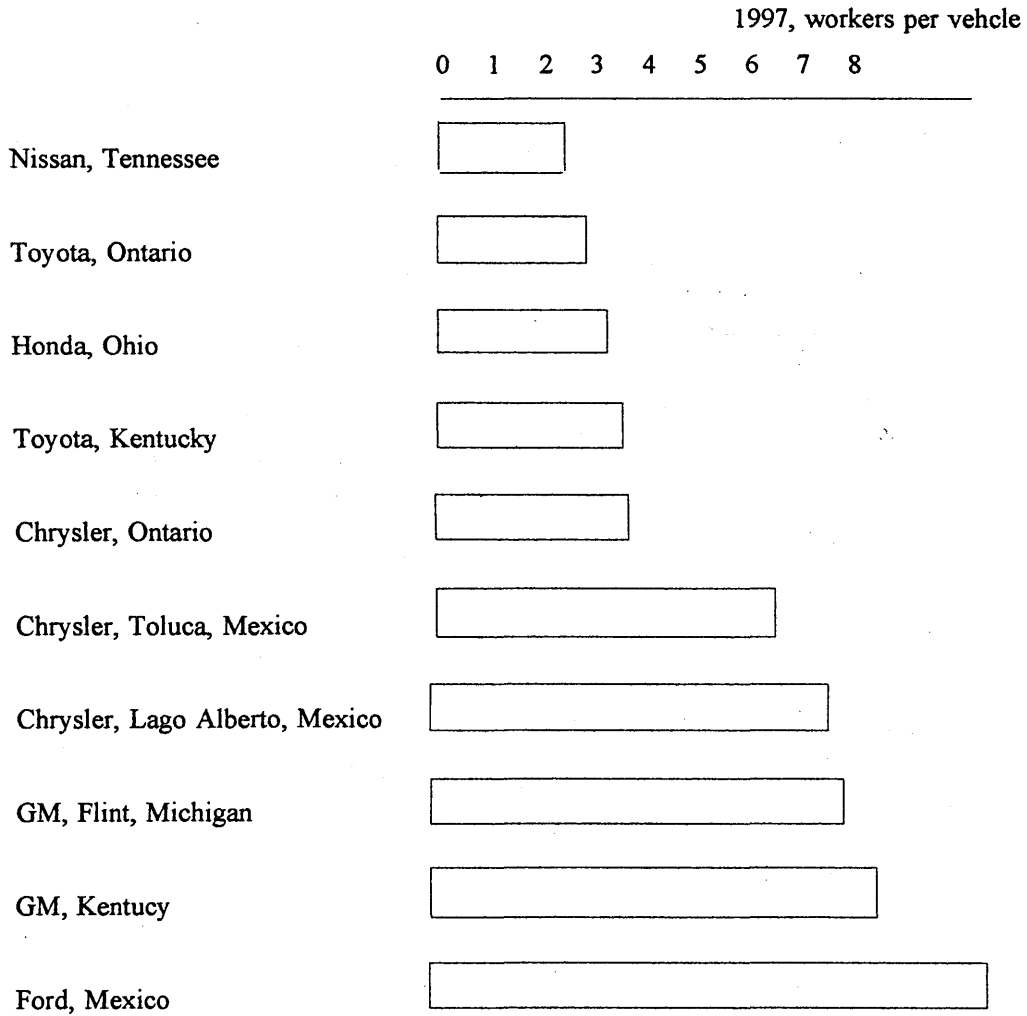 1997, workers per vehcle
0 1 2 3 4 5 6 7 8
Nissan, Tennessee
Toyota, Ontario
Honda, Ohio
Toyota, Kentucky
Chrysler, Ontario
Chrysler, Toluca, Mexico
Chrysler, Lago Alberto, Mexico
GM, Flint, Michigan
GM, Kentucy
Ford, Mexico